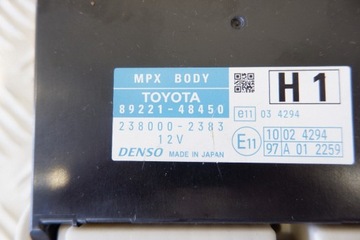 MPX BODY
TOYOTA
89221-48450
238000-2383
12V
DENSO MADE IN JAPAN
H1
e11 03 4294
E11
10 02 4294
97 A 01 2259